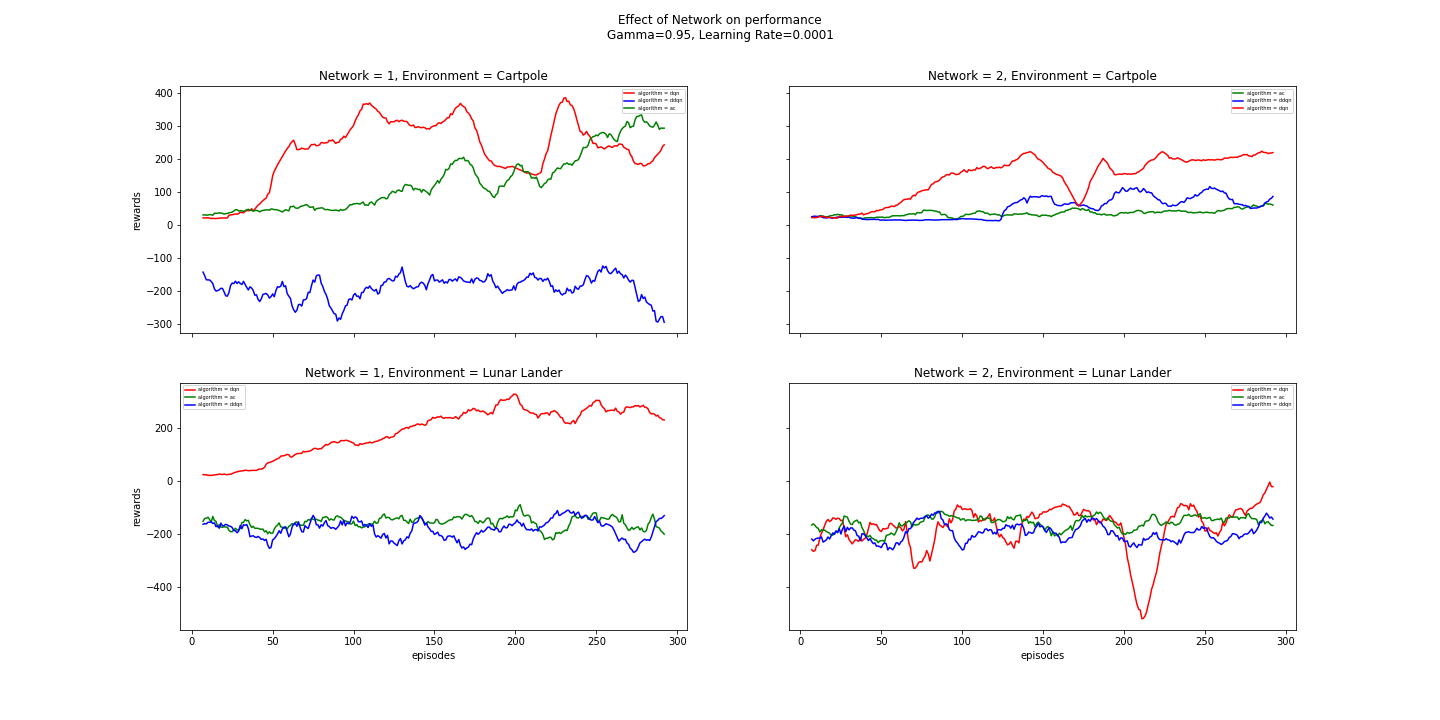 Effect of Network on performance
Gamma=0.95, Learning Rate=0.0001
Network = 1, Environment = Cartpole
400
300
200
100
0
−100
−200
−300
rewards
algorithm = dqn
algorithm = ddqn
algorithm = ac
Network = 2, Environment = Cartpole
algorithm = ac
algorithm = ddqn
algorithm = dqn
Network = 1, Environment = Lunar Lander
algorithm = dqn
algorithm = ac
algorithm = ddqn
200
0
−200
−400
rewards
0 50 100 150 200 250 300
episodes
Network = 2, Environment = Lunar Lander
algorithm = dqn
algorithm = ac
algorithm = ddqn
0 50 100 150 200 250 300
episodes